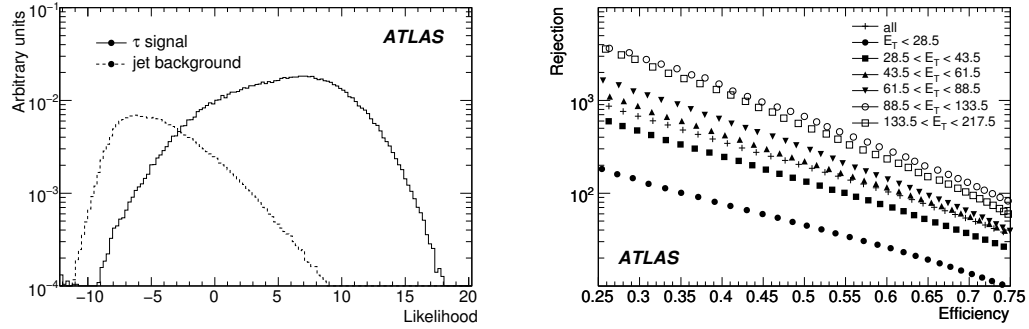 Arbitrary units
10⁻¹
10⁻²
10⁻³
10⁻⁴
τ signal
jet background
ATLAS
−10 −5 0 5 10 15 20
Likelihood
Rejection
10³
10²
all
E_T < 28.5
28.5 < E_T < 43.5
43.5 < E_T < 61.5
61.5 < E_T < 88.5
88.5 < E_T < 133.5
133.5 < E_T < 217.5
ATLAS
0.25 0.3 0.35 0.4 0.45 0.5 0.55 0.6 0.65 0.7 0.75
Efficiency